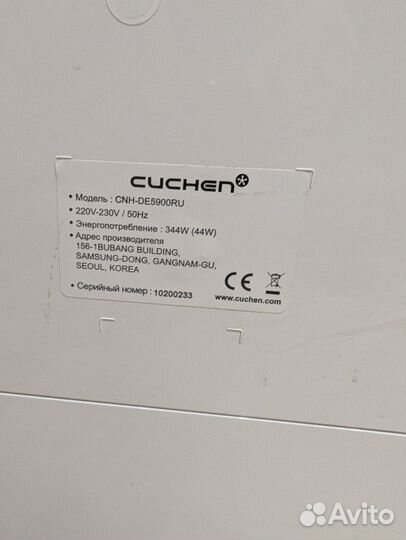 CUCHEN
• Модель : CNH-DE5900RU
• 220V-230V / 50Hz
• Энергопотребление : 344W (44W)
• Адрес производителя
156-1BUBANG BUILDING,
SAMSUNG-DONG, GANGNAM-GU,
SEOUL, KOREA
CE
www.cuchen.com
• Серийный номер : 10200233
Avito